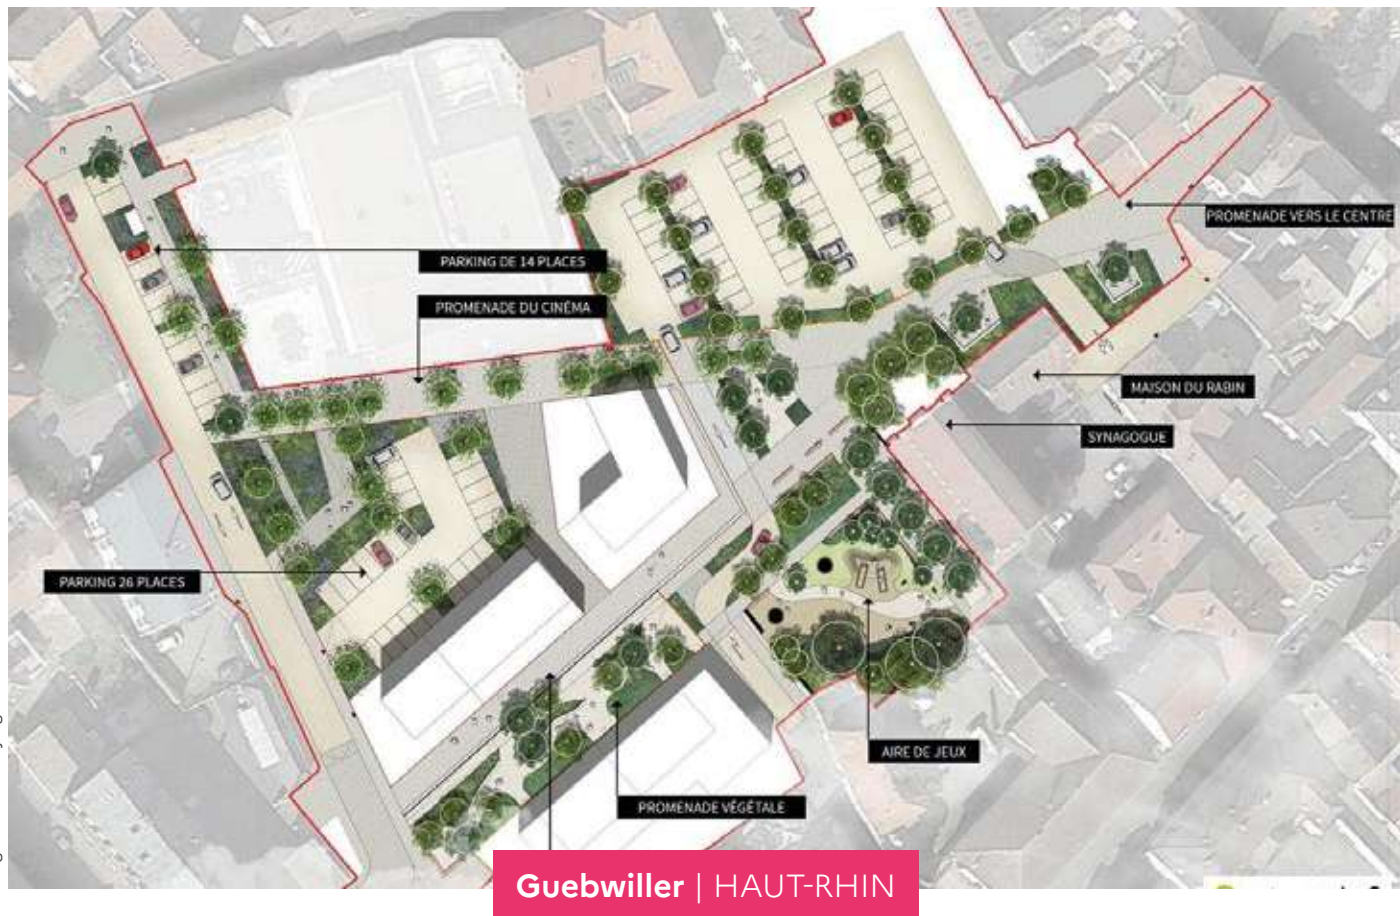 PROMENADE VERS LE CENTRE
PARKING DE 14 PLACES
PROMENADE DU CINÉMA
MAISON DU RABIN
SYNAGOGUE
PARKING 26 PLACES
AIRE DE JEUX
PROMENADE VÉGÉTALE
Guebwiller | HAUT-RHIN